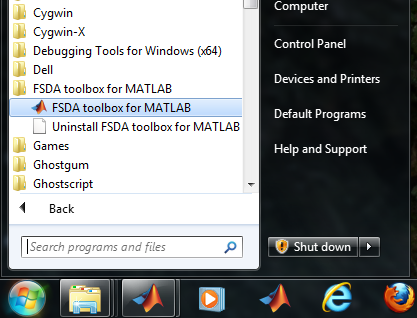 Cygwin
Cygwin-X
Debugging Tools for Windows (x64)
Dell
FSDA toolbox for MATLAB
FSDA toolbox for MATLAB
Uninstall FSDA toolbox for MATLAB
Games
Ghostgum
Ghostscript
Back
Search programs and files
Computer
Control Panel
Devices and Printers
Default Programs
Help and Support
Shut down